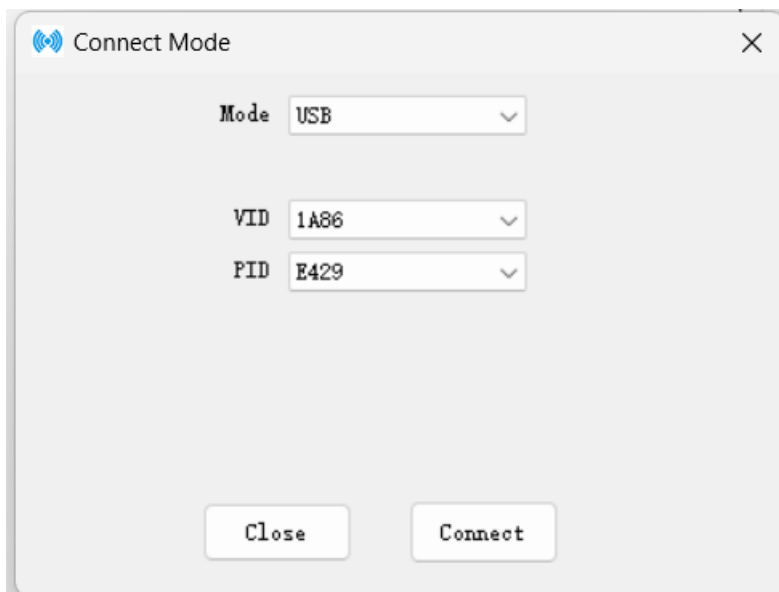 Connect Mode
Mode USB
VID 1A86
PID E429
Close Connect